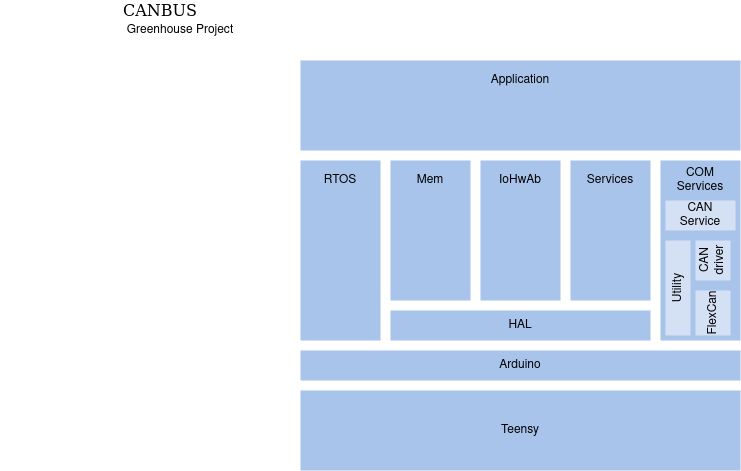 CANBUS
Greenhouse Project
Application
RTOS
Mem
IoHwAb
Services
COM
Services
CAN
Service
Utility
CAN
driver
FlexCan
HAL
Arduino
Teensy